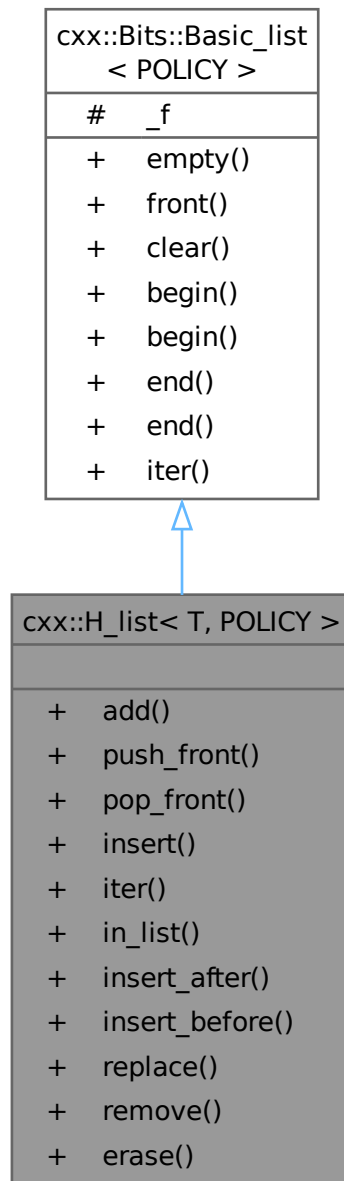 cxx::Bits::Basic_list
< POLICY >
# _f
+ empty()
+ front()
+ clear()
+ begin()
+ begin()
+ end()
+ end()
+ iter()
cxx::H_list< T, POLICY >
+ add()
+ push_front()
+ pop_front()
+ insert()
+ iter()
+ in_list()
+ insert_after()
+ insert_before()
+ replace()
+ remove()
+ erase()